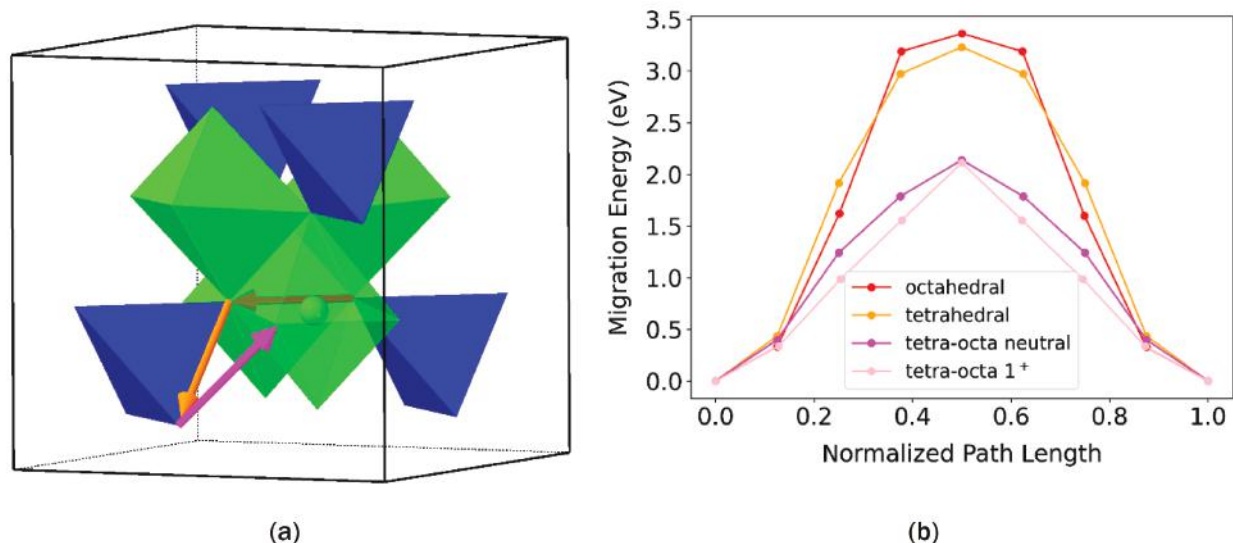 3.5
3.0
2.5
2.0
1.5
1.0
0.5
0.0
Migration Energy (eV)
octahedral
tetrahedral
tetra-octa neutral
tetra-octa 1⁺
0.0 0.2 0.4 0.6 0.8 1.0
Normalized Path Length
(a) (b)